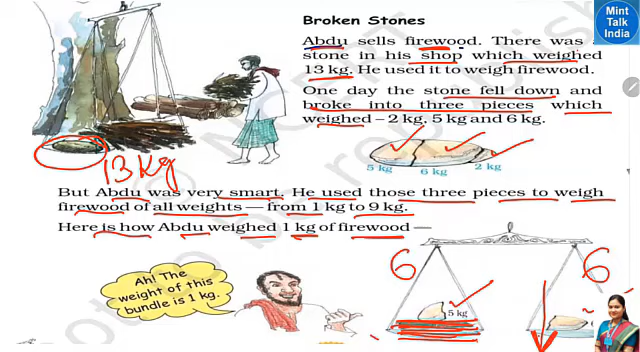 Mint
Talk
India
Broken Stones
Abdu sells firewood. There was
stone in his shop which weighed
13 kg. He used it to weigh firewood.
One day the stone fell down and
broke into three pieces which
weighed – 2 kg, 5 kg and 6 kg.
13 Kg
5 kg 6 kg 2 kg
But Abdu was very smart. He used those three pieces to weigh
firewood of all weights — from 1 kg to 9 kg.
Here is how Abdu weighed 1 kg of firewood —
Ah! The
weight of this
bundle is 1 kg.
6 6
5 kg